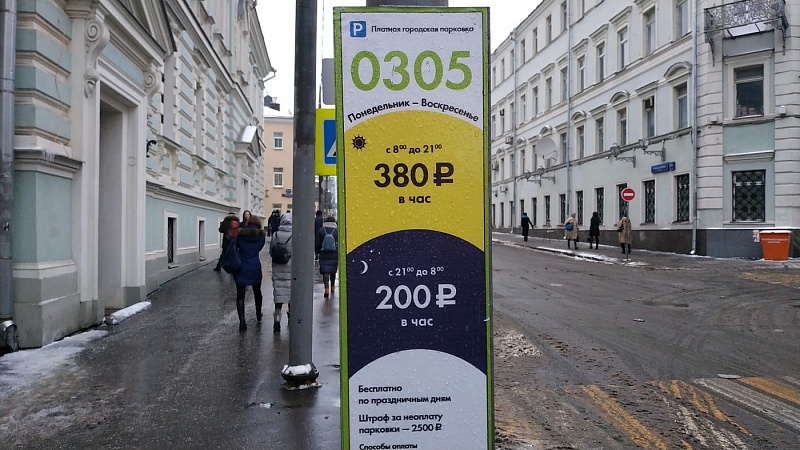 P Платная городская парковка
0305
Понедельник – Воскресенье
с 8⁰⁰ до 21⁰⁰
380 ₽
в час
с 21⁰⁰ до 8⁰⁰
200 ₽
в час
Бесплатно
по праздничным дням
Штраф за неоплату
парковки — 2500 ₽
Способы оплаты